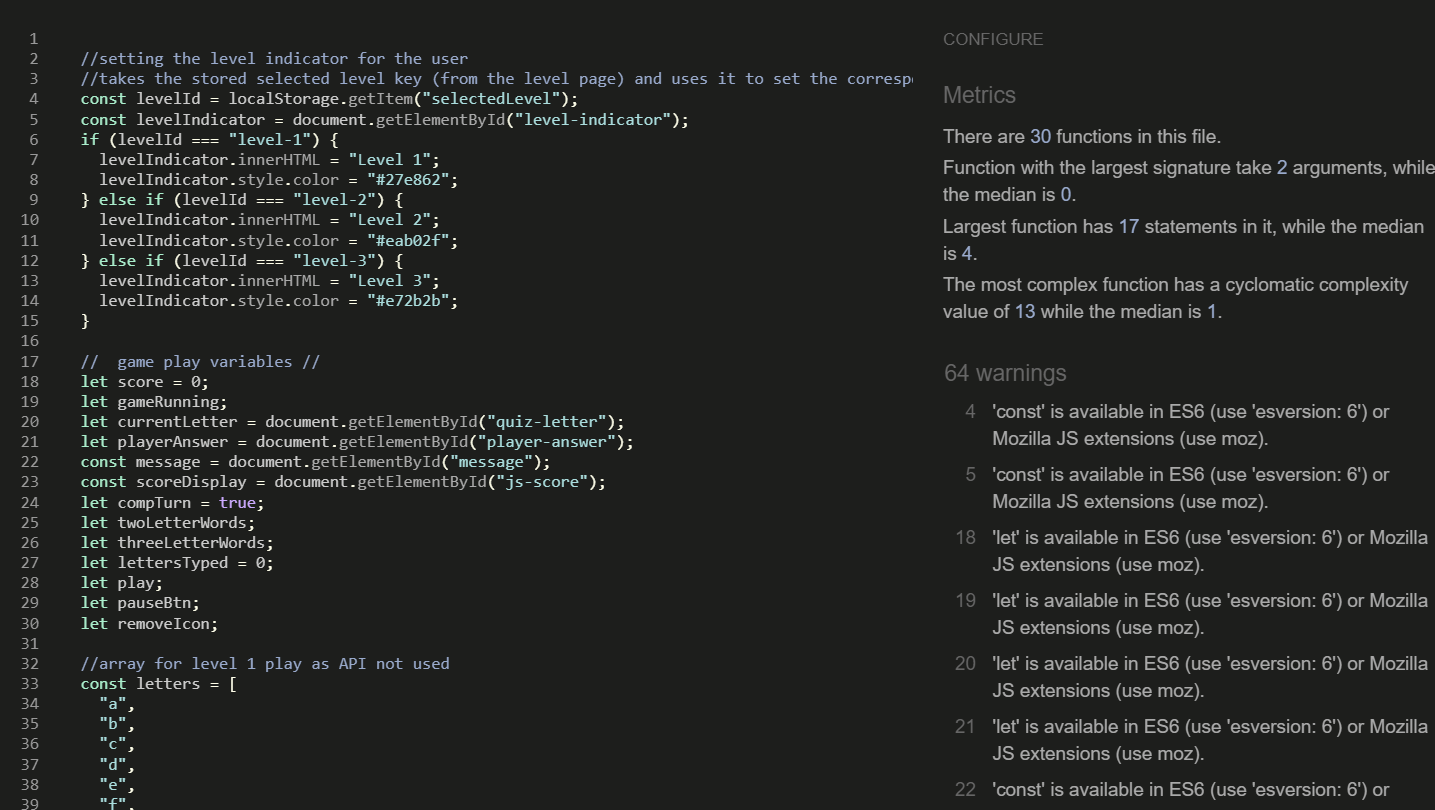 1
2 //setting the level indicator for the user
3 //takes the stored selected level key (from the level page) and uses it to set the
4 const levelId = localStorage.getItem("selectedLevel");
5 const levelIndicator = document.getElementById("level-indicator");
6 if (levelId === "level-1") {
7 levelIndicator.innerHTML = "Level 1";
8 levelIndicator.style.color = "#27e862";
9 } else if (levelId === "level-2") {
10 levelIndicator.innerHTML = "Level 2";
11 levelIndicator.style.color = "#eab02f";
12 } else if (levelId === "level-3") {
13 levelIndicator.innerHTML = "Level 3";
14 levelIndicator.style.color = "#e72b2b";
15 }
16
17 //  game play variables //
18 let score = 0;
19 let gameRunning;
20 let currentLetter = document.getElementById("quiz-letter");
21 let playerAnswer = document.getElementById("player-answer");
22 const message = document.getElementById("message");
23 const scoreDisplay = document.getElementById("js-score");
24 let compTurn = true;
25 let twoLetterWords;
26 let threeLetterWords;
27 let lettersTyped = 0;
28 let play;
29 let pauseBtn;
30 let removeIcon;
31
32 //array for level 1 play as API not used
33 const letters = [
34 "a",
35 "b",
36 "c",
37 "d",
38 "e",
39 "f",
CONFIGURE
Metrics
There are 30 functions in this file.
Function with the largest signature take 2 arguments, while
the median is 0.
Largest function has 17 statements in it, while the median
is 4.
The most complex function has a cyclomatic complexity
value of 13 while the median is 1.
64 warnings
4 'const' is available in ES6 (use 'esversion: 6') or
Mozilla JS extensions (use moz).
5 'const' is available in ES6 (use 'esversion: 6') or
Mozilla JS extensions (use moz).
18 'let' is available in ES6 (use 'esversion: 6') or Mozilla
JS extensions (use moz).
19 'let' is available in ES6 (use 'esversion: 6') or Mozilla
JS extensions (use moz).
20 'let' is available in ES6 (use 'esversion: 6') or Mozilla
JS extensions (use moz).
21 'let' is available in ES6 (use 'esversion: 6') or Mozilla
JS extensions (use moz).
22 'const' is available in ES6 (use 'esversion: 6') or